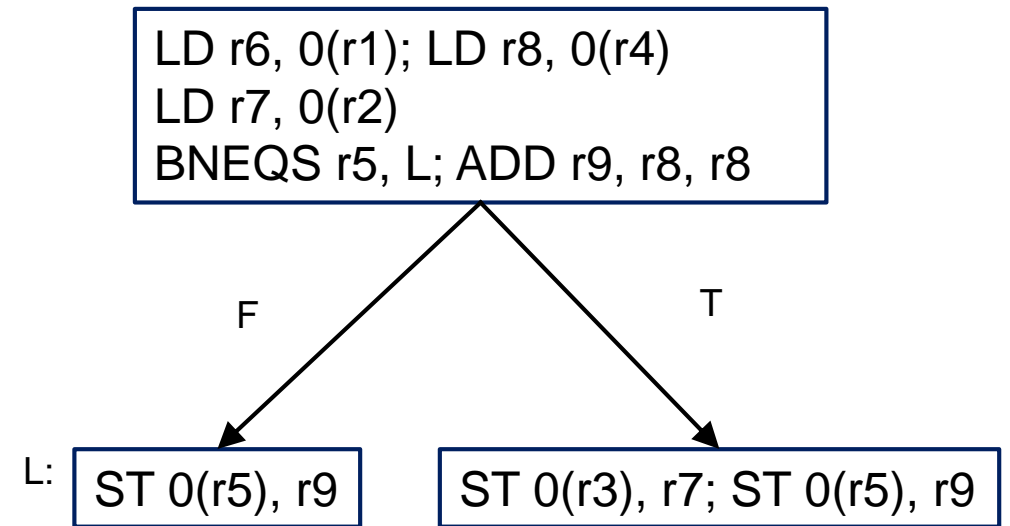 LD r6, 0(r1); LD r8, 0(r4)
LD r7, 0(r2)
BNEQS r5, L; ADD r9, r8, r8
F
T
L:
ST 0(r5), r9
ST 0(r3), r7; ST 0(r5), r9